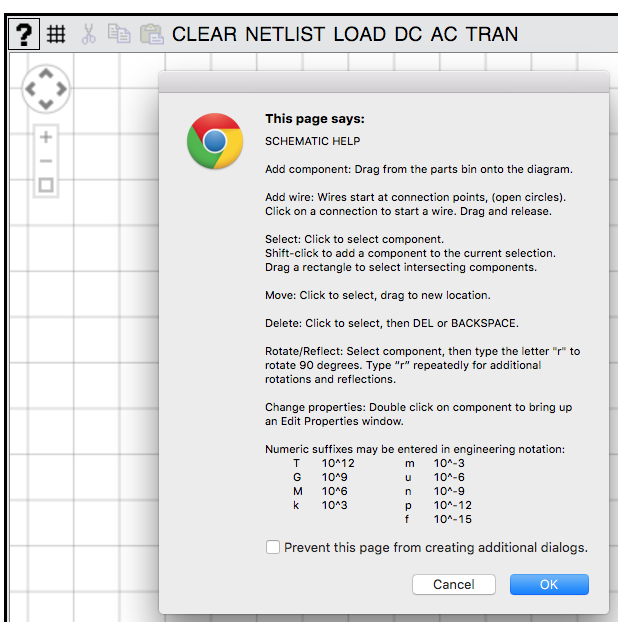 ? CLEAR NETLIST LOAD DC AC TRAN
This page says:
SCHEMATIC HELP
Add component: Drag from the parts bin onto the diagram.
Add wire: Wires start at connection points, (open circles).
Click on a connection to start a wire. Drag and release.
Select: Click to select component.
Shift-click to add a component to the current selection.
Drag a rectangle to select intersecting components.
Move: Click to select, drag to new location.
Delete: Click to select, then DEL or BACKSPACE.
Rotate/Reflect: Select component, then type the letter "r" to
rotate 90 degrees. Type “r” repeatedly for additional
rotations and reflections.
Change properties: Double click on component to bring up
an Edit Properties window.
Numeric suffixes may be entered in engineering notation:
T 10^12 m 10^-3
G 10^9 u 10^-6
M 10^6 n 10^-9
k 10^3 p 10^-12
f 10^-15
Prevent this page from creating additional dialogs.
Cancel OK